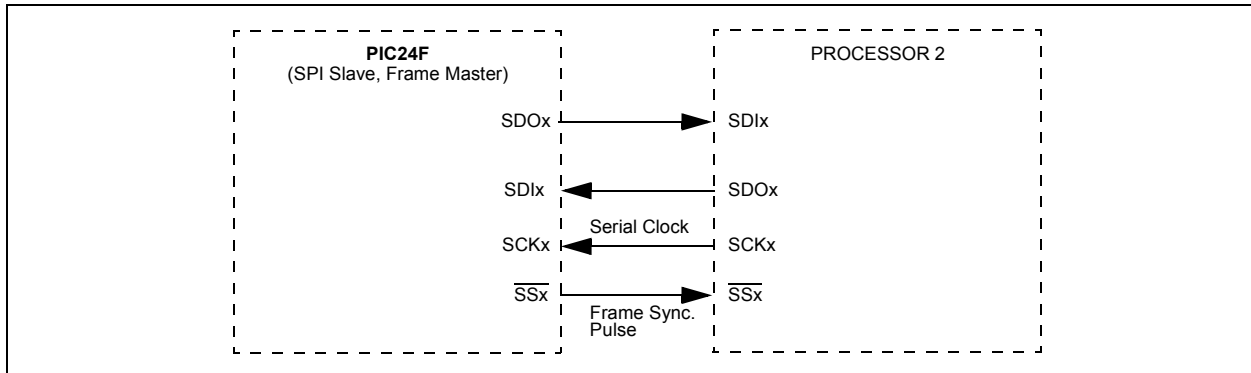 PIC24F
(SPI Slave, Frame Master)
PROCESSOR 2
SDOx
SDIx
SDIx
SDOx
Serial Clock
SCKx
SCKx
SSx
SSx
Frame Sync.
Pulse